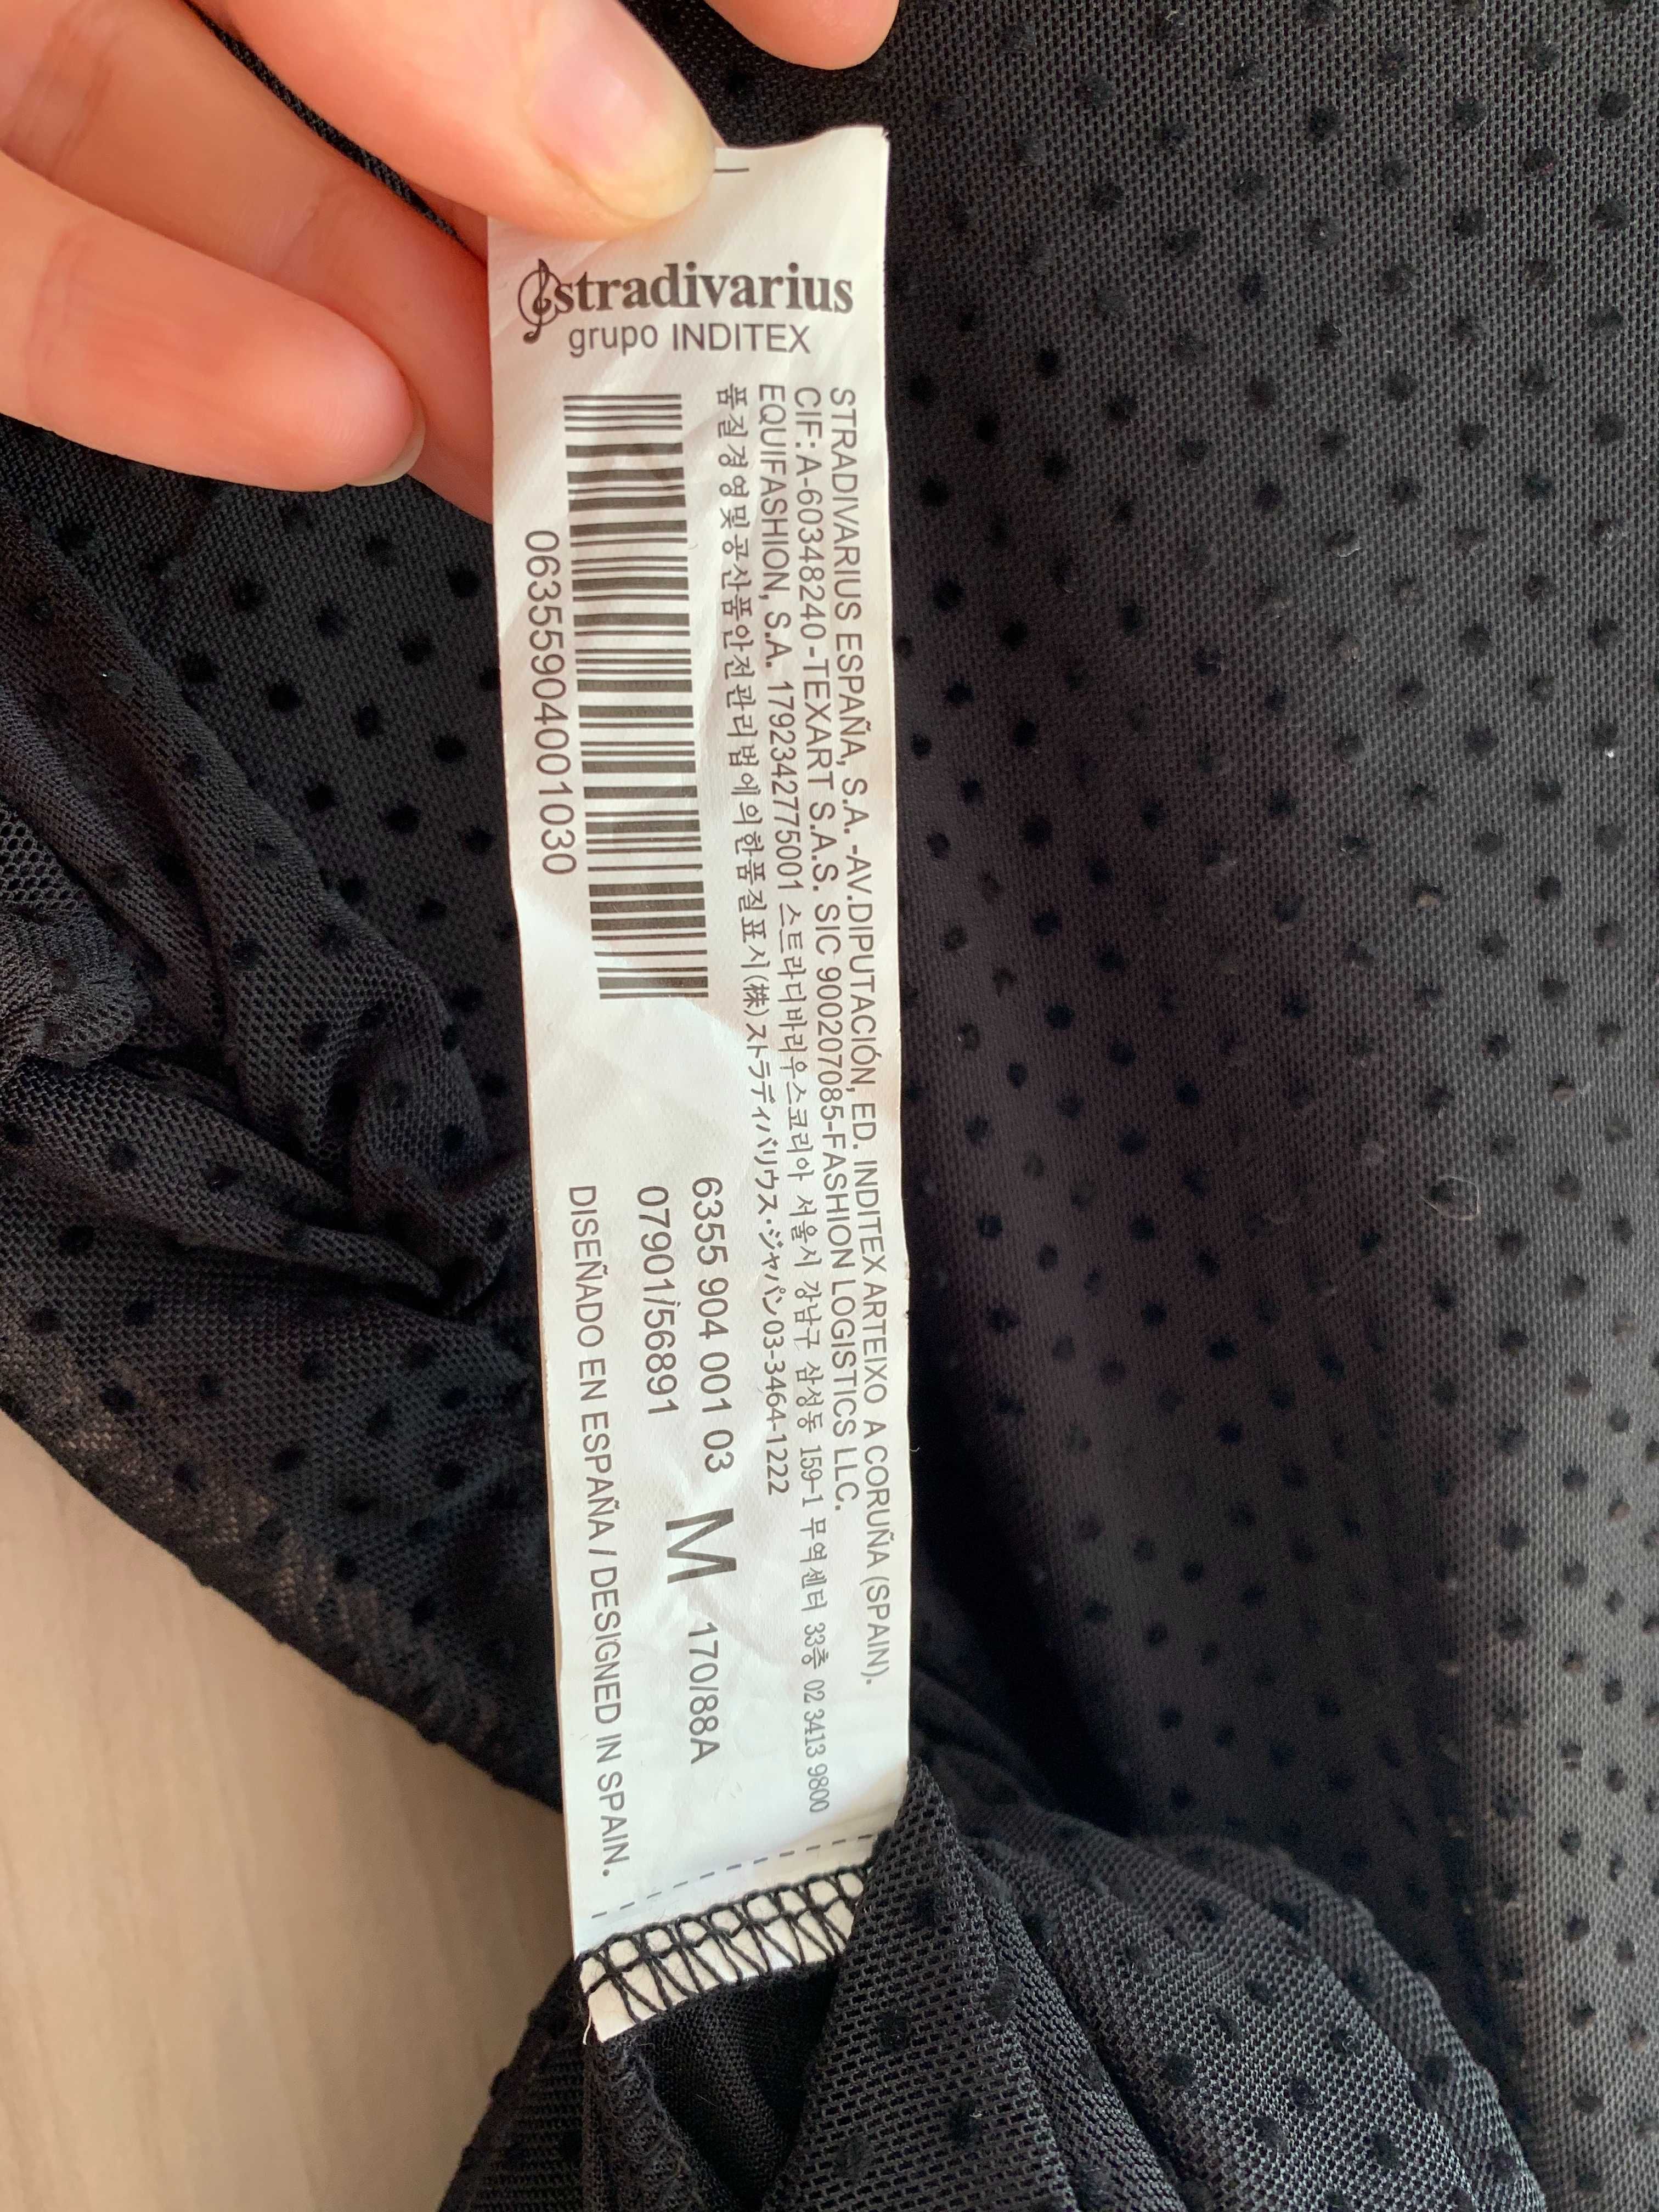 stradivarius
grupo INDITEX
STRADIVARIUS ESPAÑA, S.A. -AV.DIPUTACIÓN, ED. INDITEX ARTEIXO A CORUÑA (SPAIN).
CIF: A-60348240 -TEXART S.A.S. SIC 900207085-FASHION LOGISTICS LLC.
EQUIFASHION, S.A. 1792342775001 스트라디바리우스코리아 서울시 강남구 삼성동 159-1 무역센터 33층 02 3413 9800
품질경영및공산품안전관리법에의한품질표시(株)ストラディバリウス・ジャパン03-3464-1222
06355904001030
6355 904 001 03 M 170/88A
07901/56891
DISEÑADO EN ESPAÑA / DESIGNED IN SPAIN.